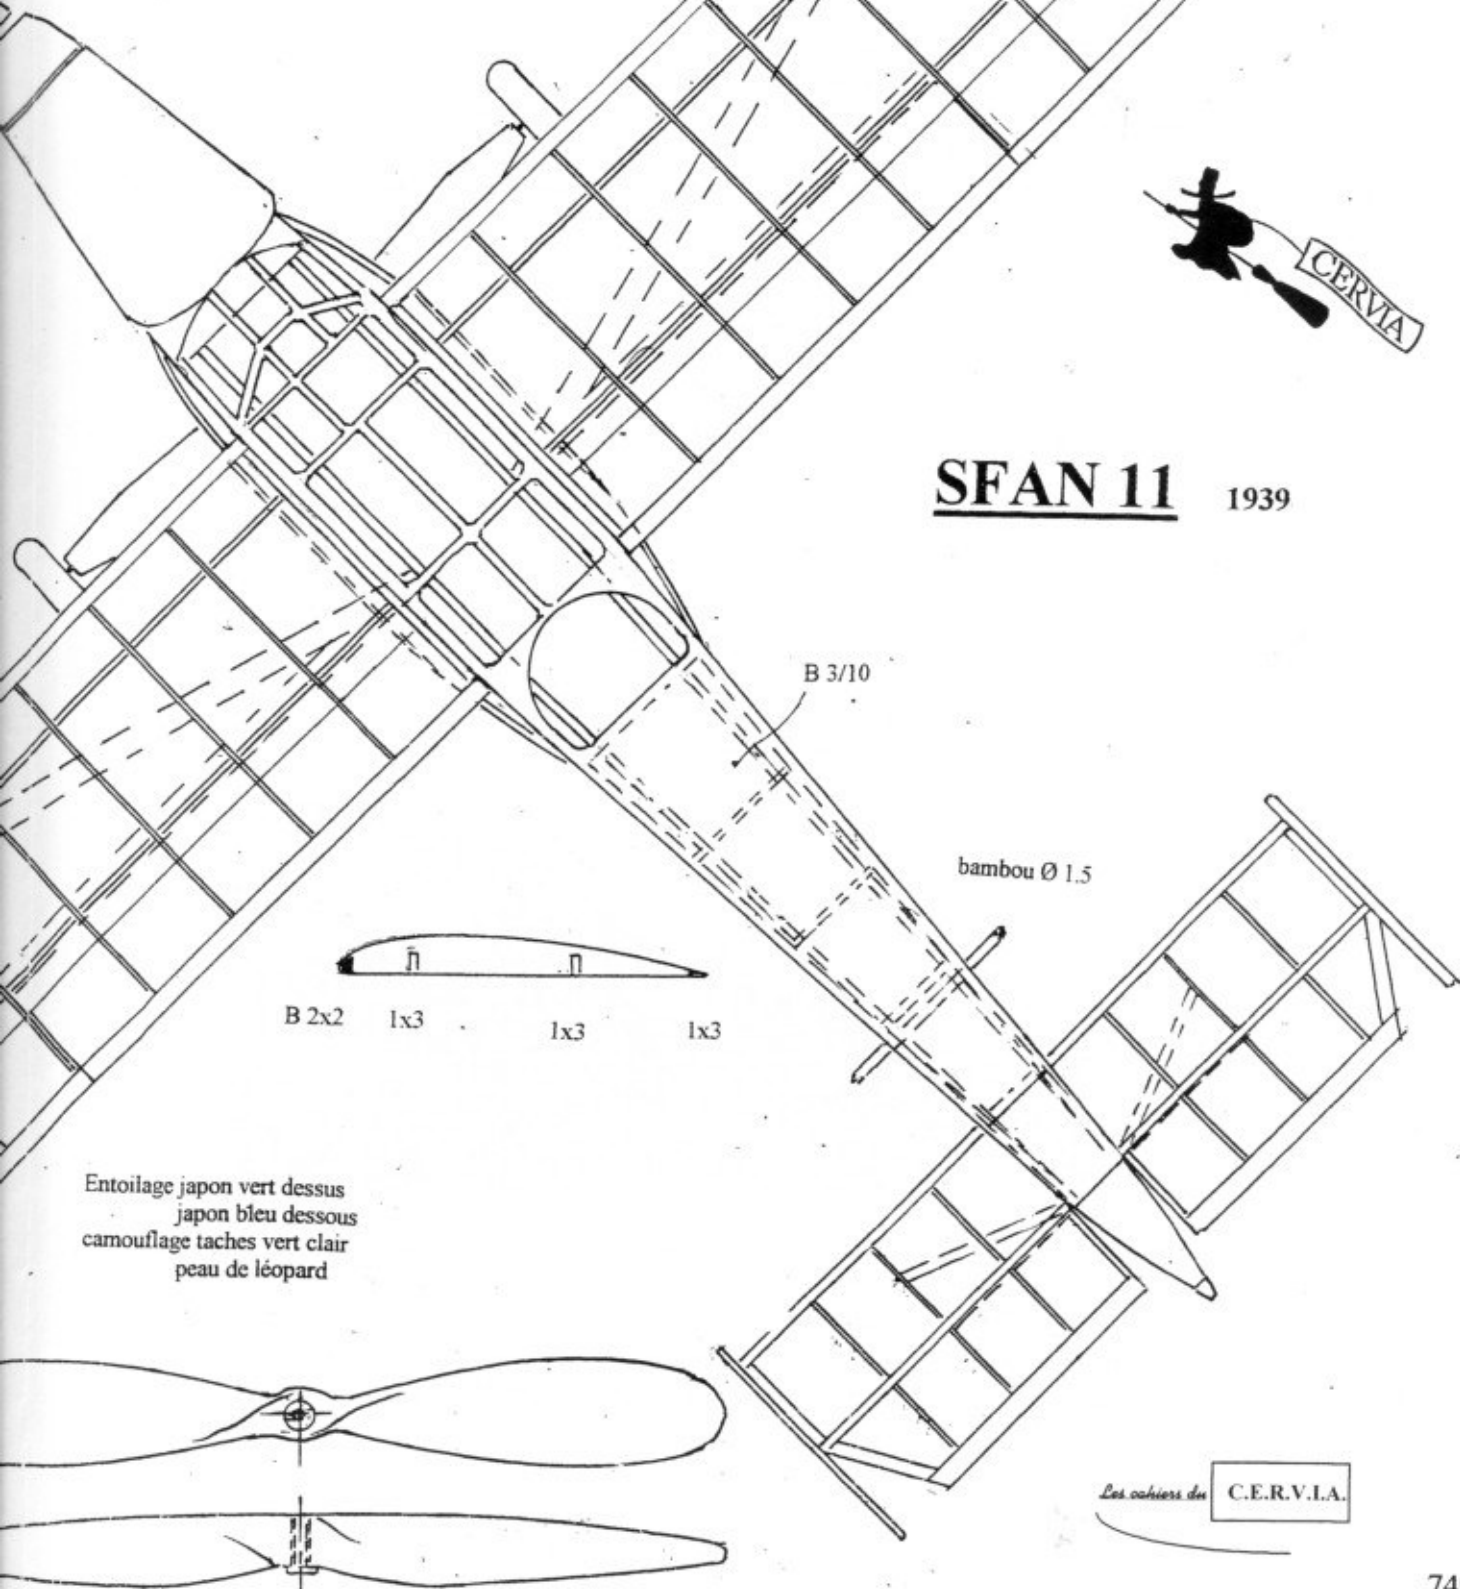 CERVIA
SFAN 11 1939
B 3/10
bambou Ø 1.5
B 2x2 1x3 1x3 1x3
Entoilage japon vert dessus
japon bleu dessous
camouflage taches vert clair
peau de léopard
Les cahiers du C.E.R.V.I.A.
74